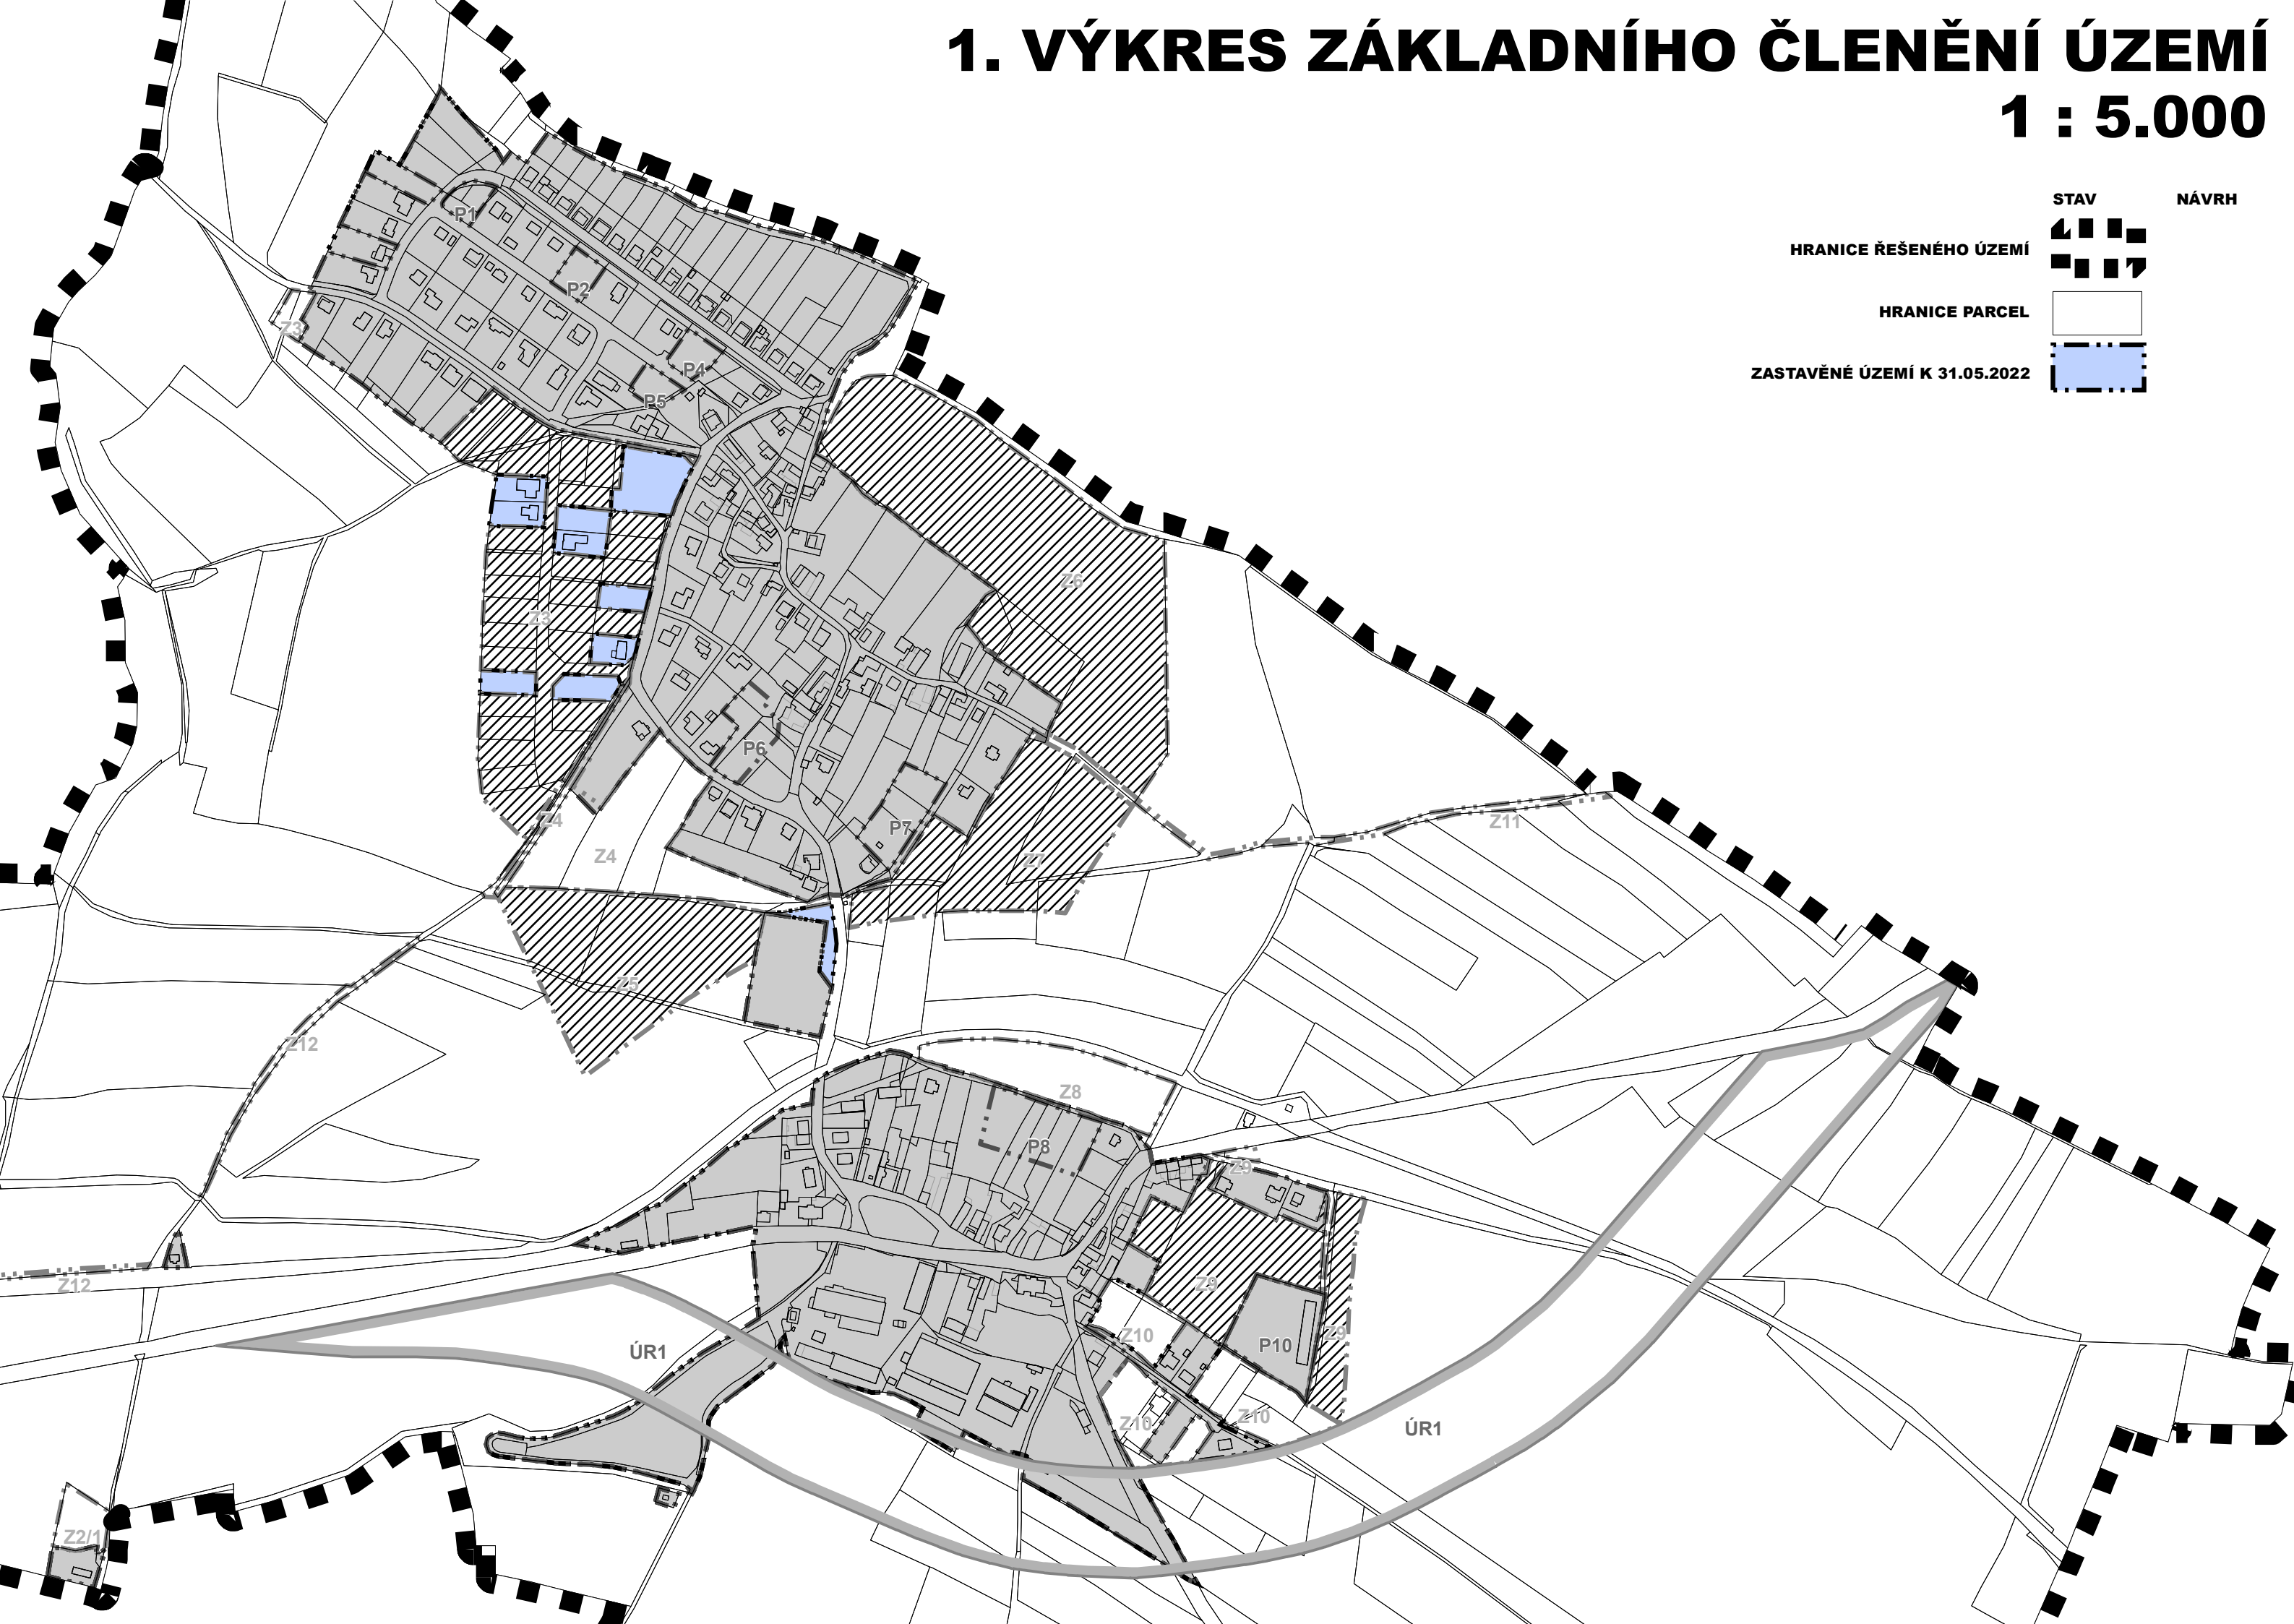 1. VÝKRES ZÁKLADNÍHO ČLENĚNÍ ÚZEMÍ
1 : 5.000
STAV NÁVRH
HRANICE ŘEŠENÉHO ÚZEMÍ
HRANICE PARCEL
ZASTAVĚNÉ ÚZEMÍ K 31.05.2022
P1
P2
Z3
P4
P5
Z6
Z3
P6
Z4
Z11
P7
Z4
Z7
Z5
Z12
Z8
P8
Z9
Z12
Z9
Z10
Z9
P10
ÚR1
Z10
Z10
ÚR1
Z2/1